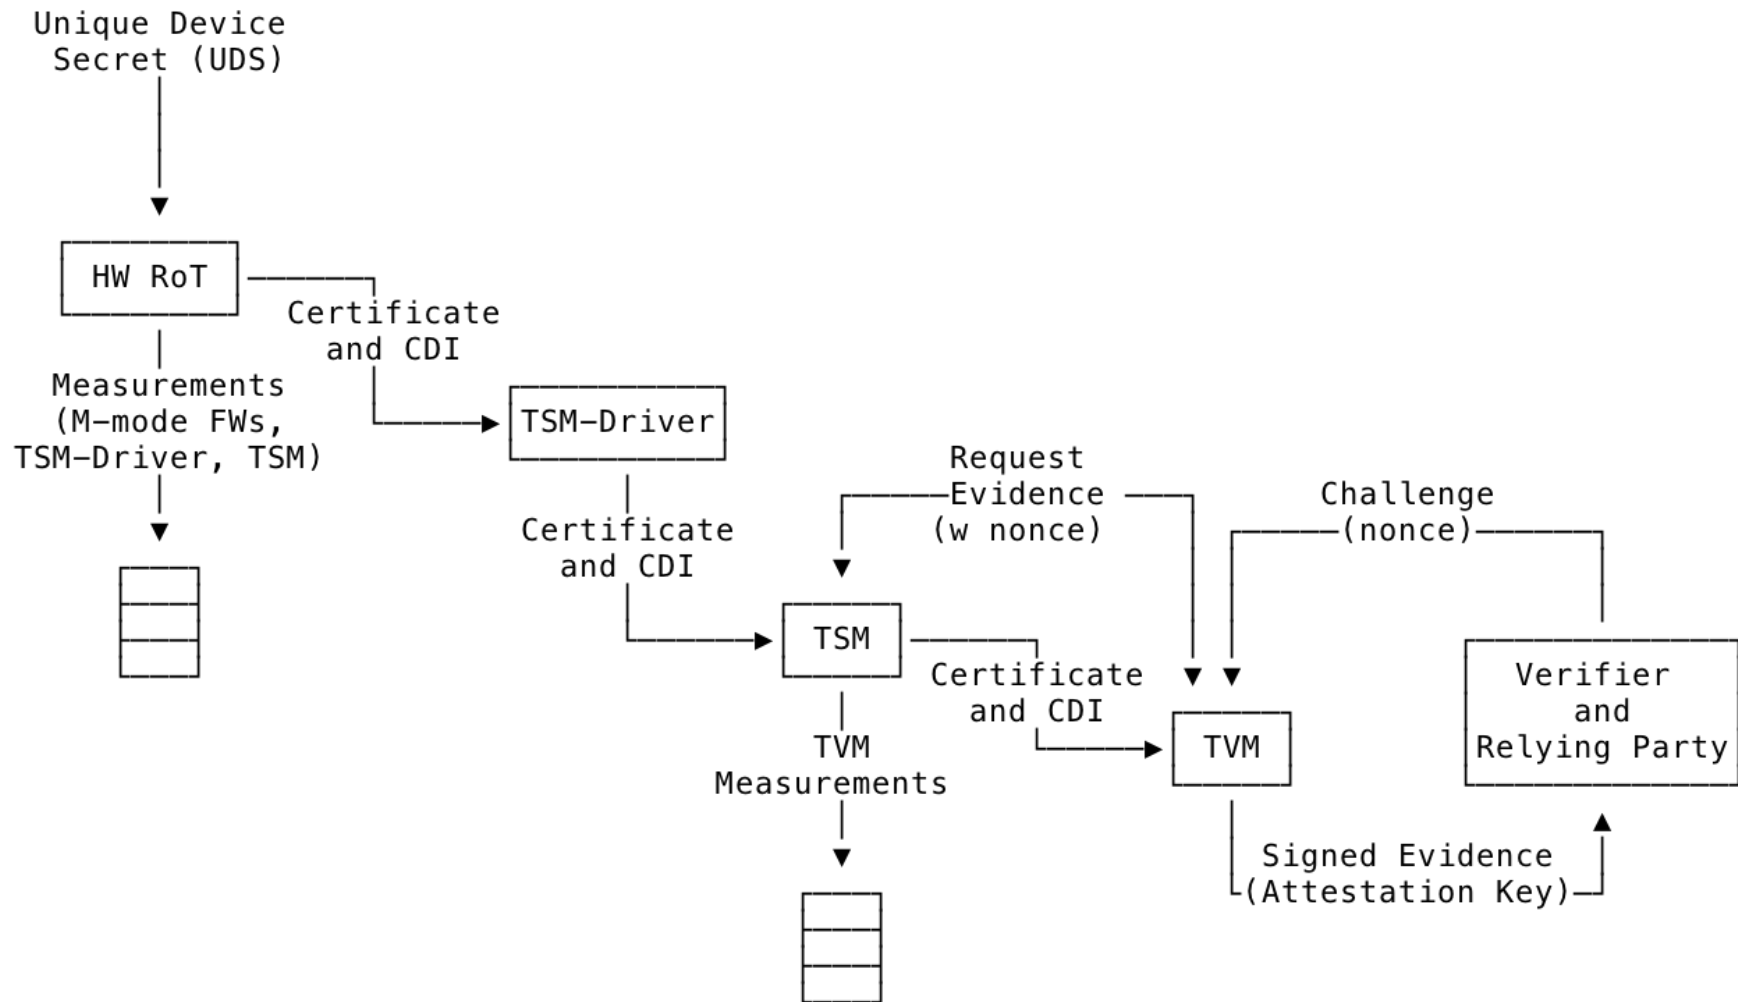 Unique Device
Secret (UDS)
HW RoT
Certificate
and CDI
Measurements
(M-mode FWs,
TSM-Driver, TSM)
TSM-Driver
Certificate
and CDI
Request
Evidence
(w nonce)
Challenge
(nonce)
TSM
Certificate
and CDI
TVM
Measurements
TVM
Verifier
and
Relying Party
Signed Evidence
(Attestation Key)